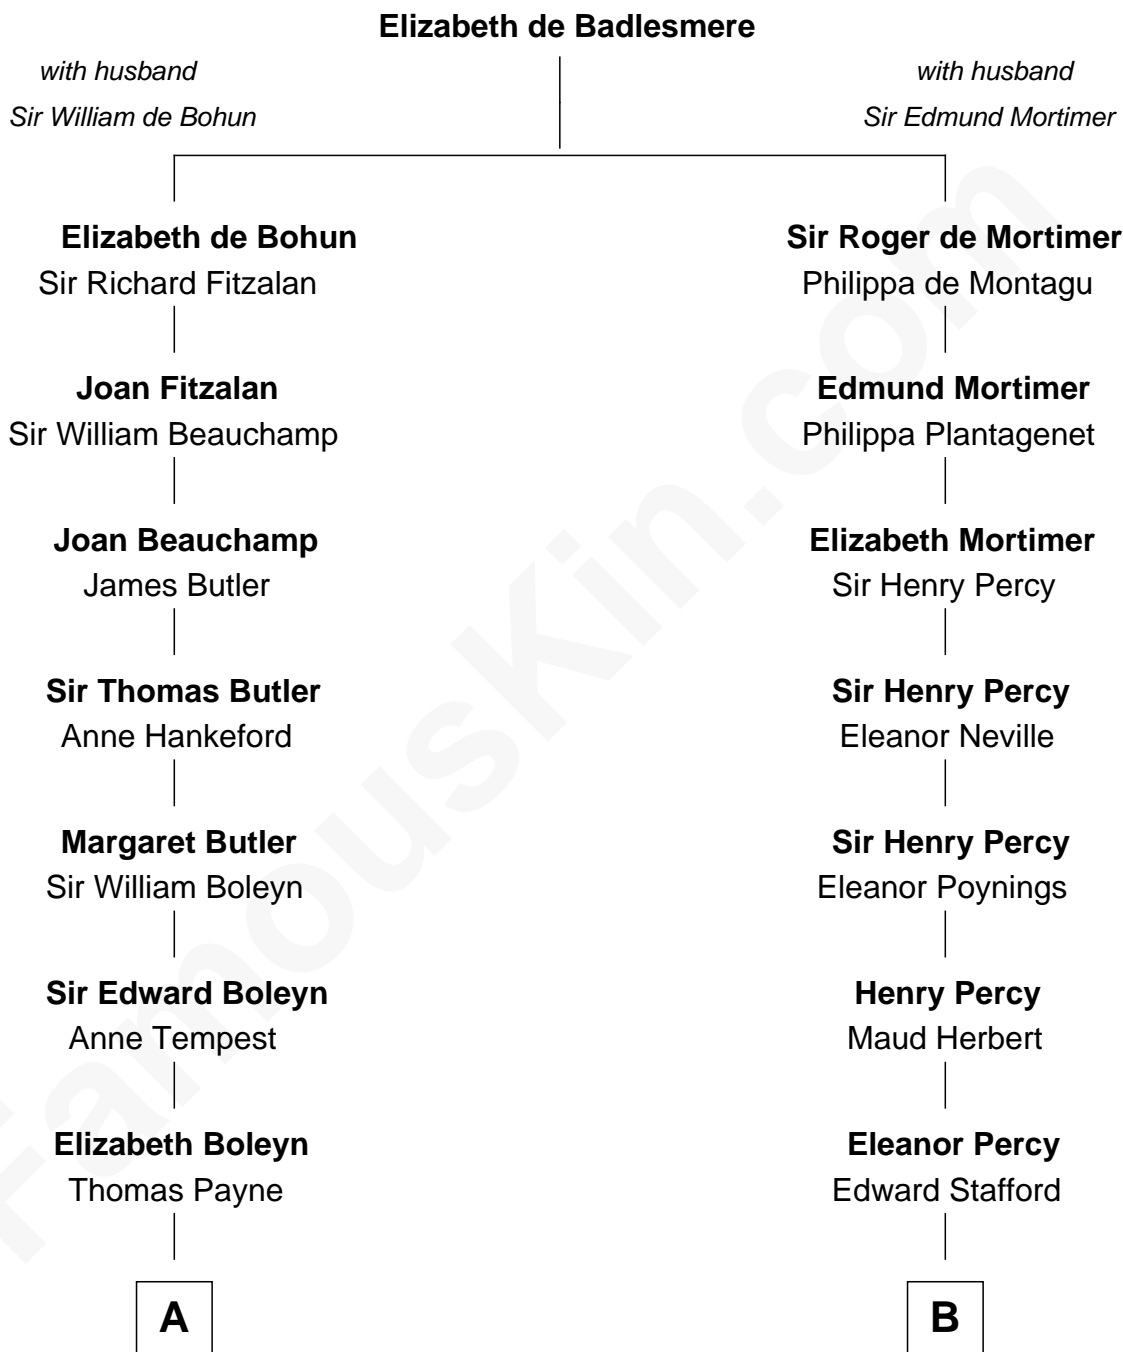 Elizabeth de Badlesmere
with husband
Sir William de Bohun
with husband
Sir Edmund Mortimer
Elizabeth de Bohun
Sir Richard Fitzalan
Joan Fitzalan
Sir William Beauchamp
Joan Beauchamp
James Butler
Sir Thomas Butler
Anne Hankeford
Margaret Butler
Sir William Boleyn
Sir Edward Boleyn
Anne Tempest
Elizabeth Boleyn
Thomas Payne
A
Sir Roger de Mortimer
Philippa de Montagu
Edmund Mortimer
Philippa Plantagenet
Elizabeth Mortimer
Sir Henry Percy
Sir Henry Percy
Eleanor Neville
Sir Henry Percy
Eleanor Poynings
Henry Percy
Maud Herbert
Eleanor Percy
Edward Stafford
B
FamousKin.com